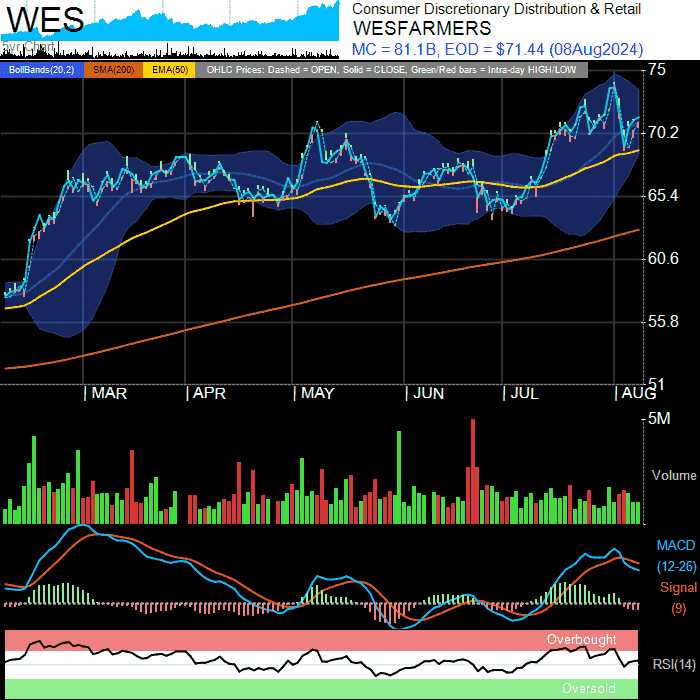 WES
5yr Chart
Consumer Discretionary Distribution & Retail
WESFARMERS
MC = 81.1B, EOD = $71.44 (08Aug2024)
BollBands(20,2) SMA(200) EMA(50) OHLC Prices: Dashed = OPEN, Solid = CLOSE, Green/Red bars = Intra-day HIGH/LOW
75
70.2
65.4
60.6
55.8
51
MAR APR MAY JUN JUL AUG
5M
Volume
MACD
(12-26)
Signal
(9)
Overbought
RSI(14)
Oversold